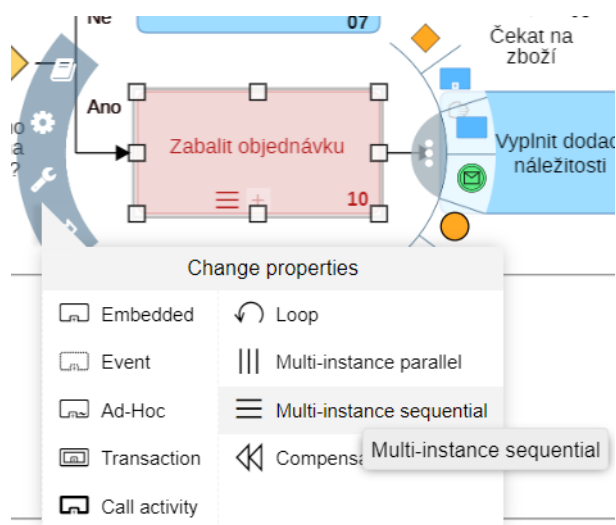 Ne
07
Čekat na
zboží
Ano
Zabalit objednávku
10
Vyplnit dodac
náležitosti
?
Change properties
Embedded
Loop
Event
Multi-instance parallel
Ad-Hoc
Multi-instance sequential
Transaction
Compensa
Multi-instance sequential
Call activity